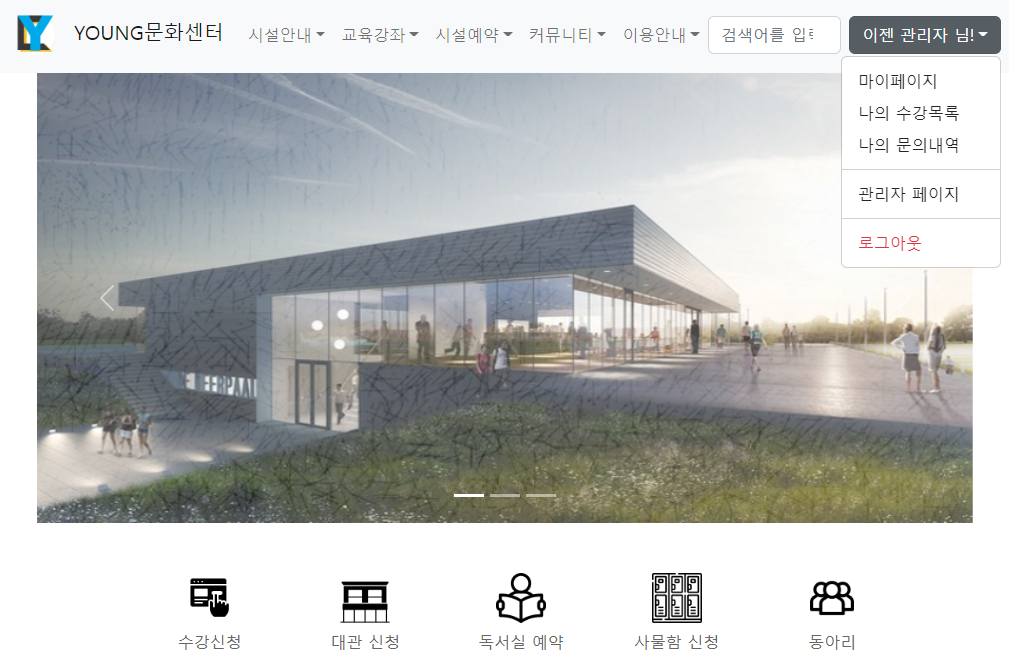 YOUNG문화센터
시설안내
교육강좌
시설예약
커뮤니티
이용안내
검색어를
이젠 관리자 님!
마이페이지
나의 수강목록
나의 문의내역
관리자 페이지
로그아웃
수강신청
대관 신청
독서실 예약
사물함 신청
동아리